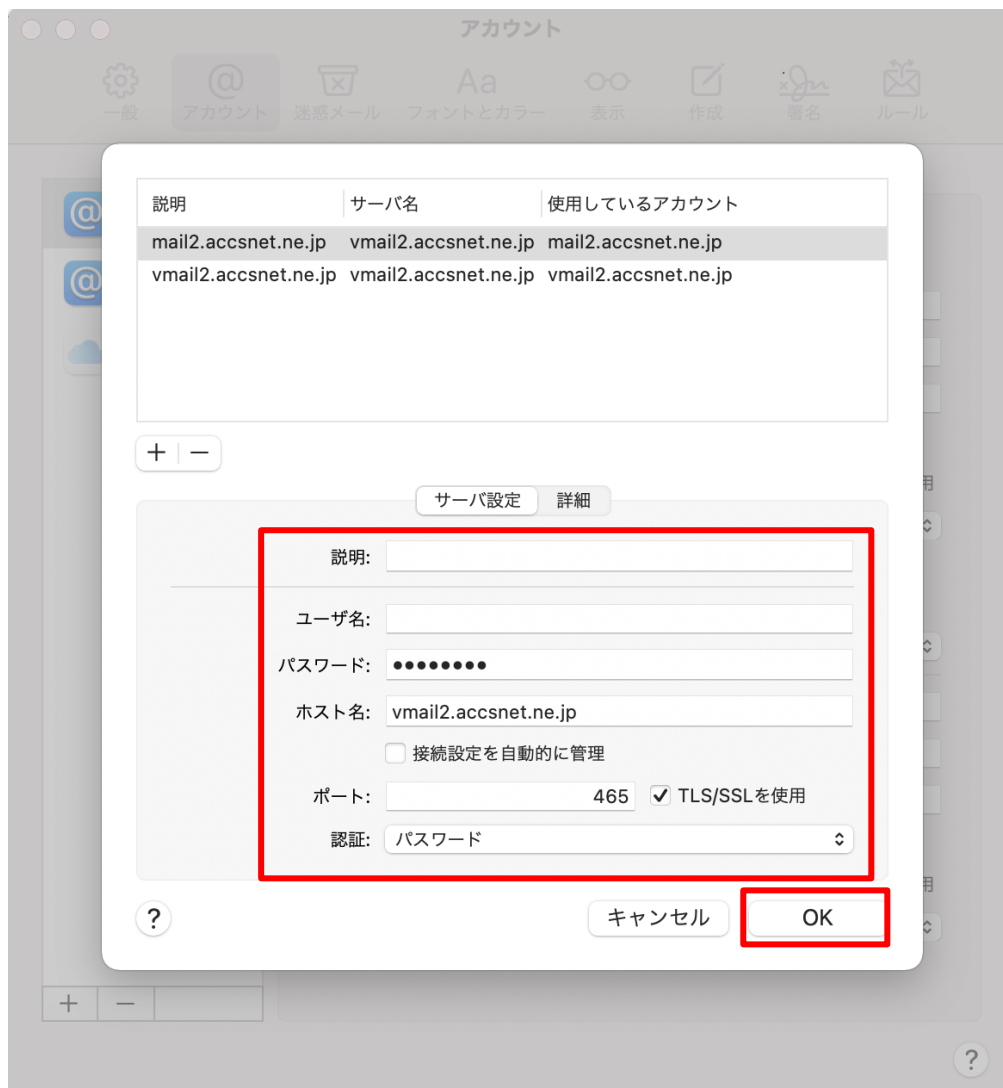 アカウント
一般 アカウント 迷惑メール フォントとカラー 表示 作成 署名 ルール
説明 サーバ名 使用しているアカウント
mail2.accsnet.ne.jp vmail2.accsnet.ne.jp mail2.accsnet.ne.jp
vmail2.accsnet.ne.jp vmail2.accsnet.ne.jp vmail2.accsnet.ne.jp
サーバ設定 詳細
用
説明:
ユーザ名:
パスワード: ●●●●●●●●
ホスト名: vmail2.accsnet.ne.jp
接続設定を自動的に管理
ポート: 465 TLS/SSLを使用
認証: パスワード
用
? キャンセル OK
?